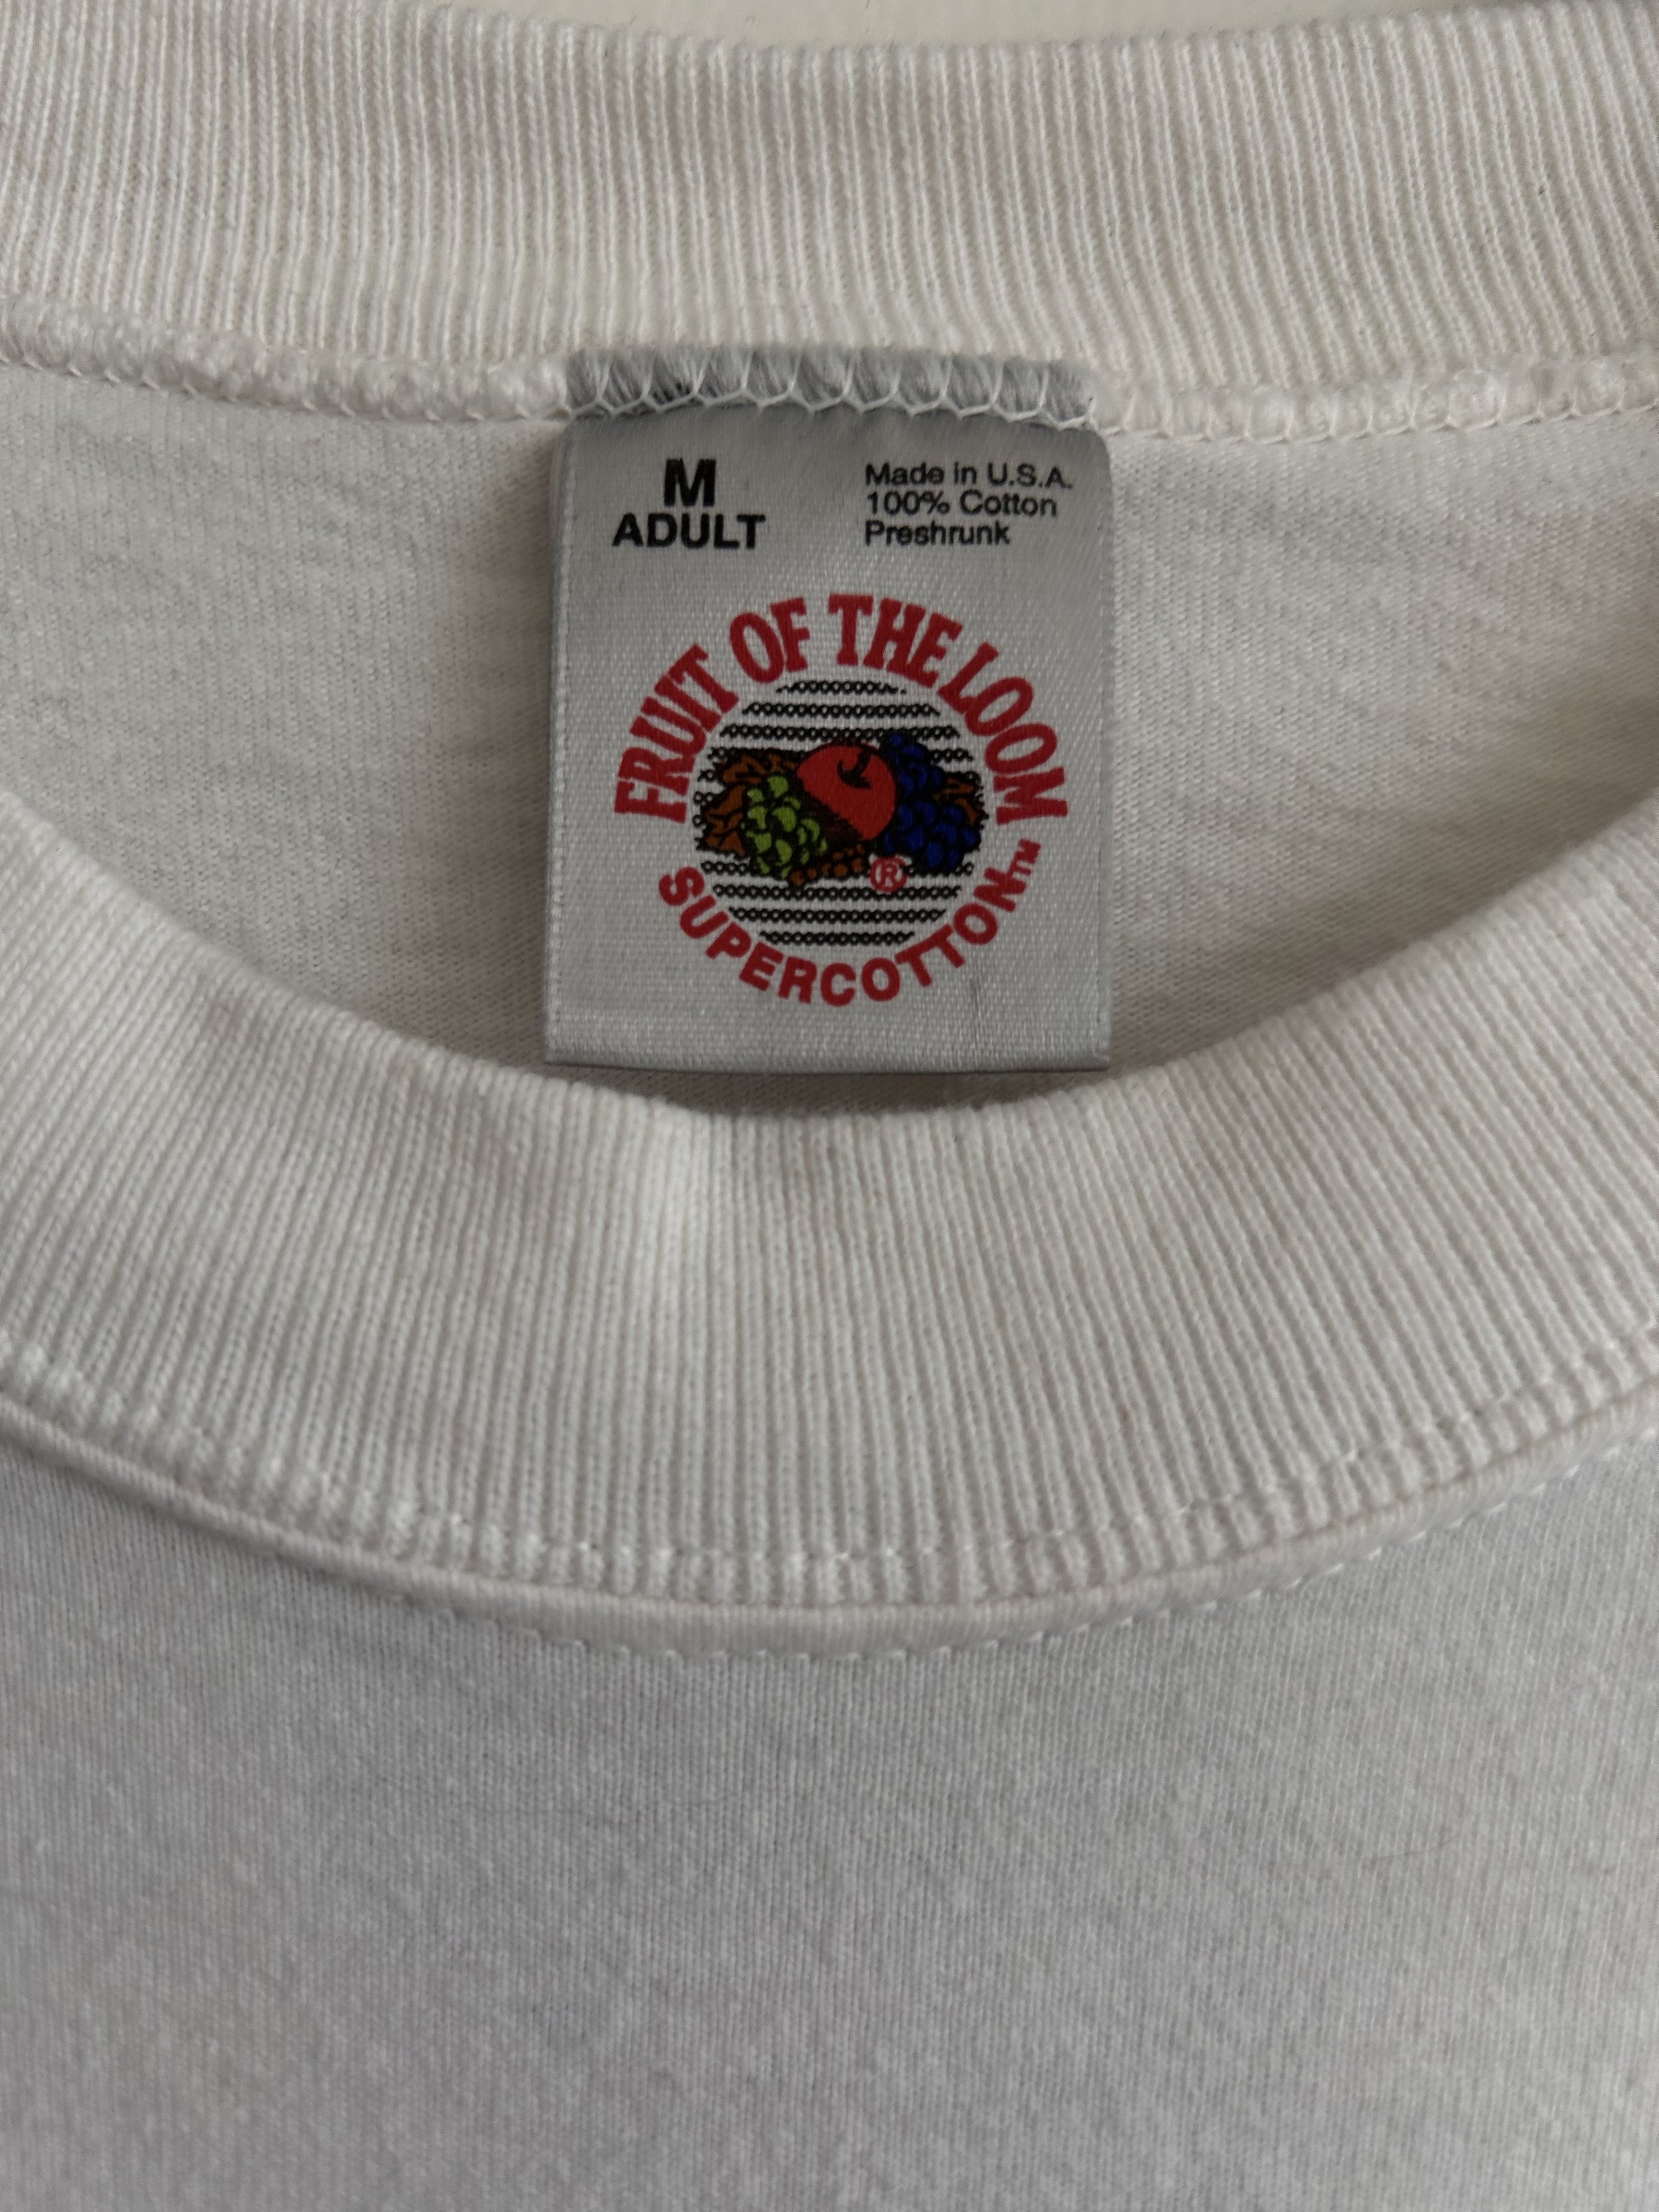 M
ADULT
Made in U.S.A.
100% Cotton
Preshrunk
FRUIT OF THE LOOM
®
SUPERCOTTON™